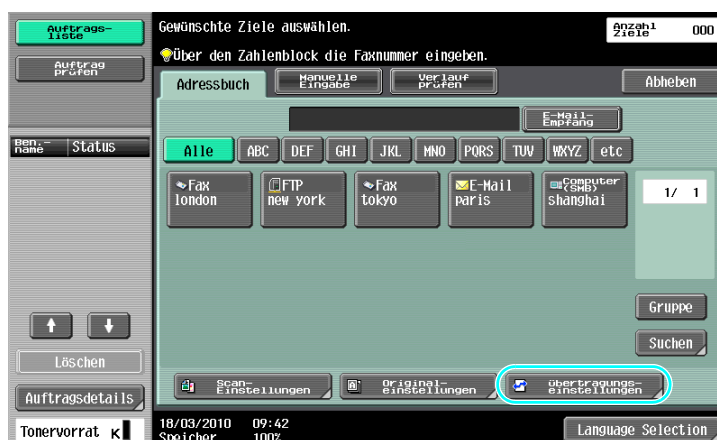 Auftrags-
liste
Auftrag
prüfen
Ben.-
name
Status
Löschen
Auftragsdetails
Tonervorrat K
Gewünschte Ziele auswählen.
Anzahl
Ziele
000
Über den Zahlenblock die Faxnummer eingeben.
Adressbuch
Manuelle
Eingabe
Verlauf
prüfen
Abheben
E-Mail-
Empfang
Alle ABC DEF GHI JKL MNO PQRS TUV WXYZ etc
Fax
london
FTP
new york
Fax
tokyo
E-Mail
paris
Computer
(SMB)
shanghai
1/ 1
Gruppe
Suchen
Scan-
Einstellungen
Original-
einstellungen
übertragungs-
einstellungen
18/03/2010 09:42
Speicher 100%
Language Selection